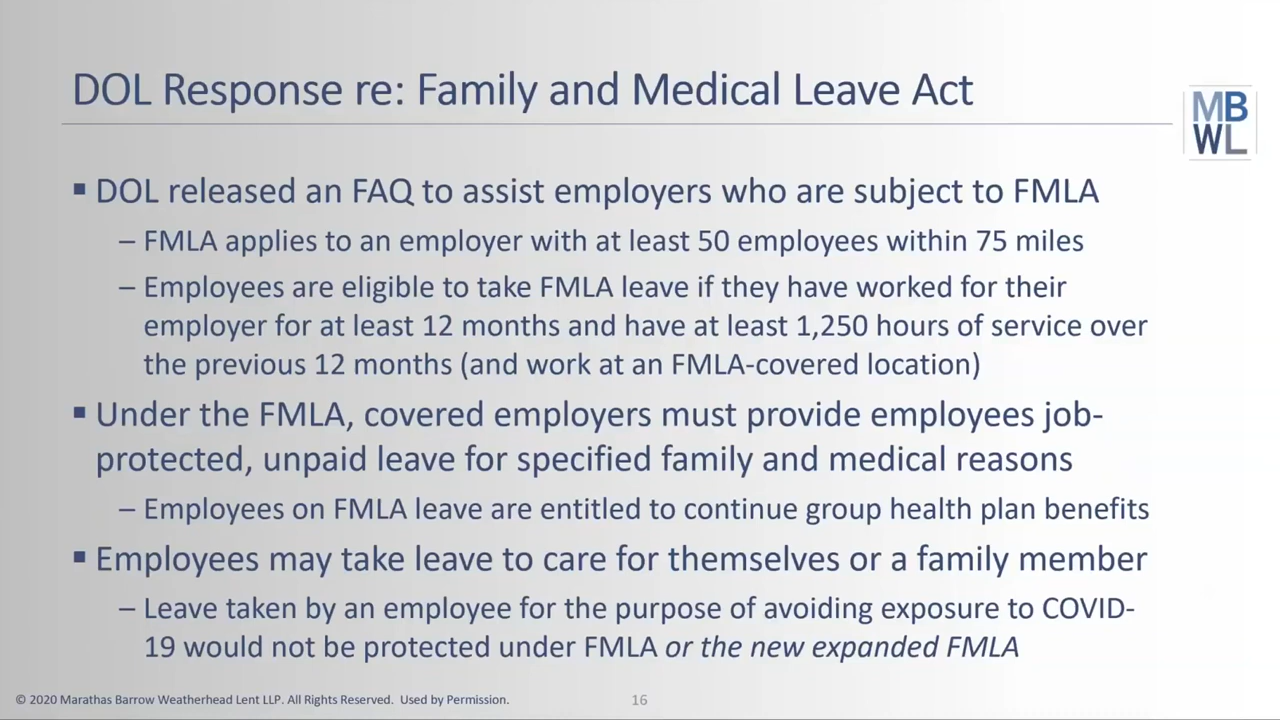 DOL Response re: Family and Medical Leave Act
MB
WL
▪ DOL released an FAQ to assist employers who are subject to FMLA
– FMLA applies to an employer with at least 50 employees within 75 miles
– Employees are eligible to take FMLA leave if they have worked for their
employer for at least 12 months and have at least 1,250 hours of service over
the previous 12 months (and work at an FMLA-covered location)
▪ Under the FMLA, covered employers must provide employees job-
protected, unpaid leave for specified family and medical reasons
– Employees on FMLA leave are entitled to continue group health plan benefits
▪ Employees may take leave to care for themselves or a family member
– Leave taken by an employee for the purpose of avoiding exposure to COVID-
19 would not be protected under FMLA or the new expanded FMLA
© 2020 Marathas Barrow Weatherhead Lent LLP. All Rights Reserved. Used by Permission.
16